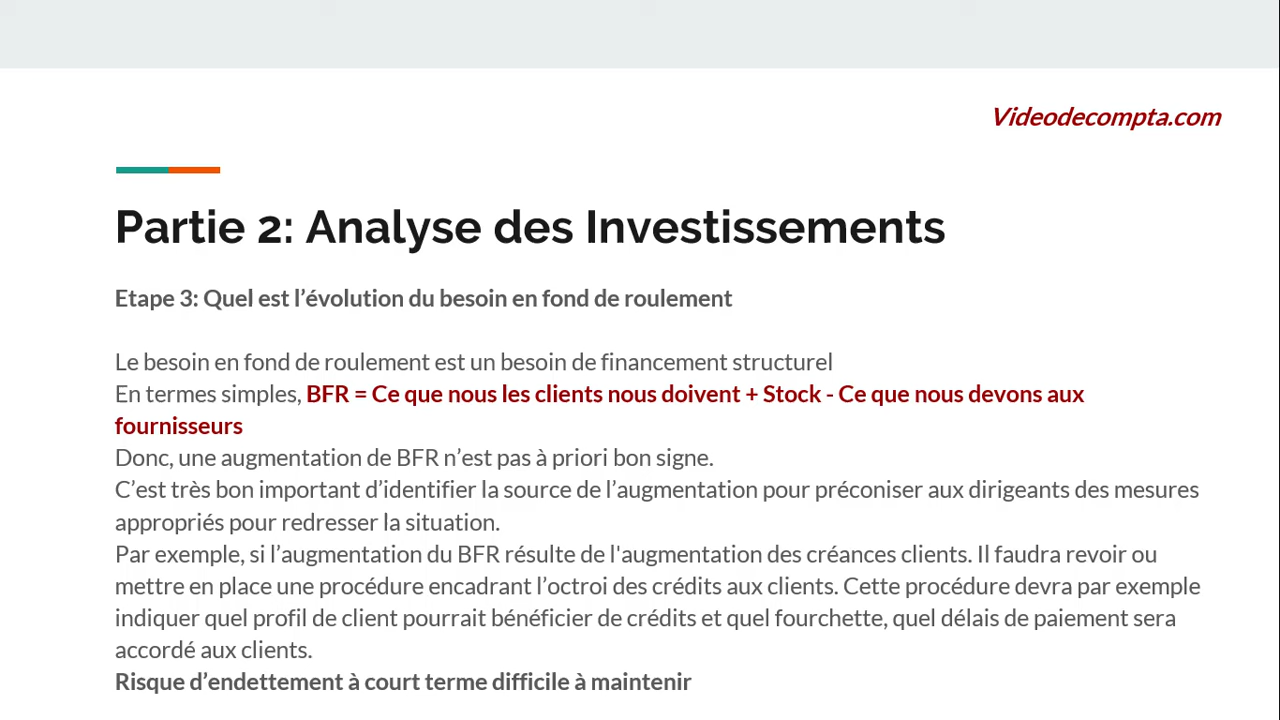 Videodecompta.com
Partie 2: Analyse des Investissements
Etape 3: Quel est l’évolution du besoin en fond de roulement
Le besoin en fond de roulement est un besoin de financement structurel
En termes simples, BFR = Ce que nous les clients nous doivent + Stock - Ce que nous devons aux
fournisseurs
Donc, une augmentation de BFR n’est pas à priori bon signe.
C’est très bon important d’identifier la source de l’augmentation pour préconiser aux dirigeants des mesures
appropriés pour redresser la situation.
Par exemple, si l’augmentation du BFR résulte de l'augmentation des créances clients. Il faudra revoir ou
mettre en place une procédure encadrant l’octroi des crédits aux clients. Cette procédure devra par exemple
indiquer quel profil de client pourrait bénéficier de crédits et quel fourchette, quel délais de paiement sera
accordé aux clients.
Risque d’endettement à court terme difficile à maintenir